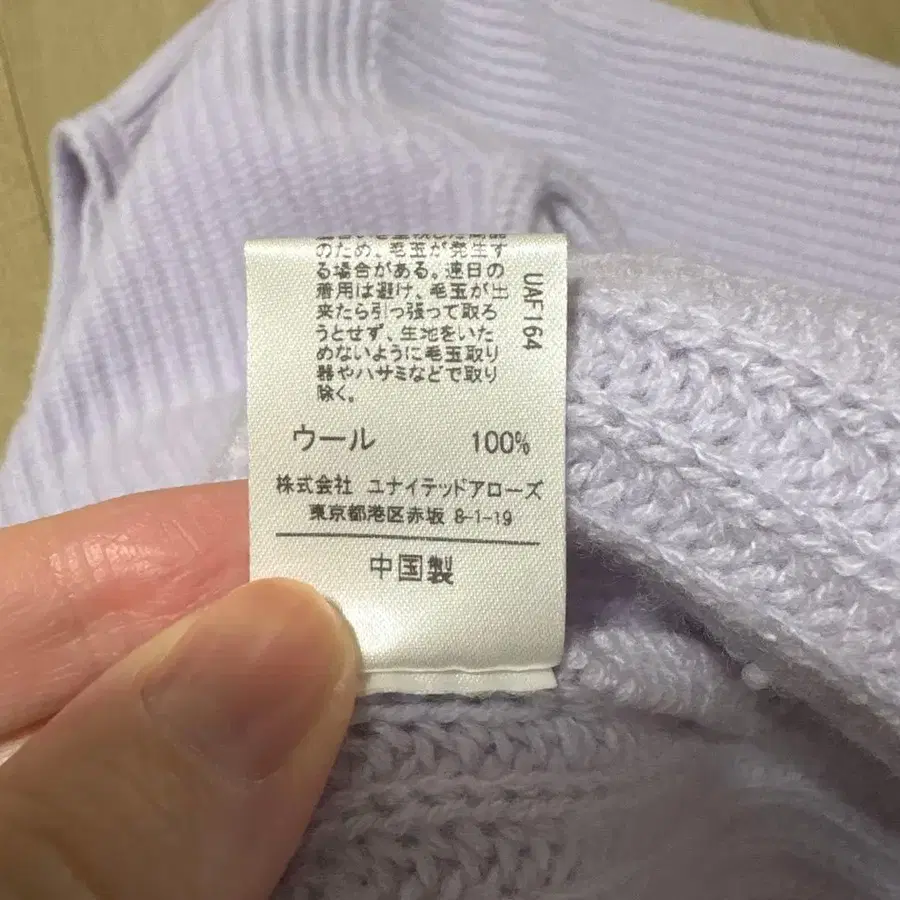 のため、毛玉が発生す
る場合がある。連日の
着用は避け、毛玉が出
来たら引っ張って取ろ
うとせず、生地をいた
めないように毛玉取り
器やハサミなどで取り
除く。
UAF164
ウール 100%
株式会社 ユナイテッドアローズ
東京都港区赤坂 8-1-19
中国製